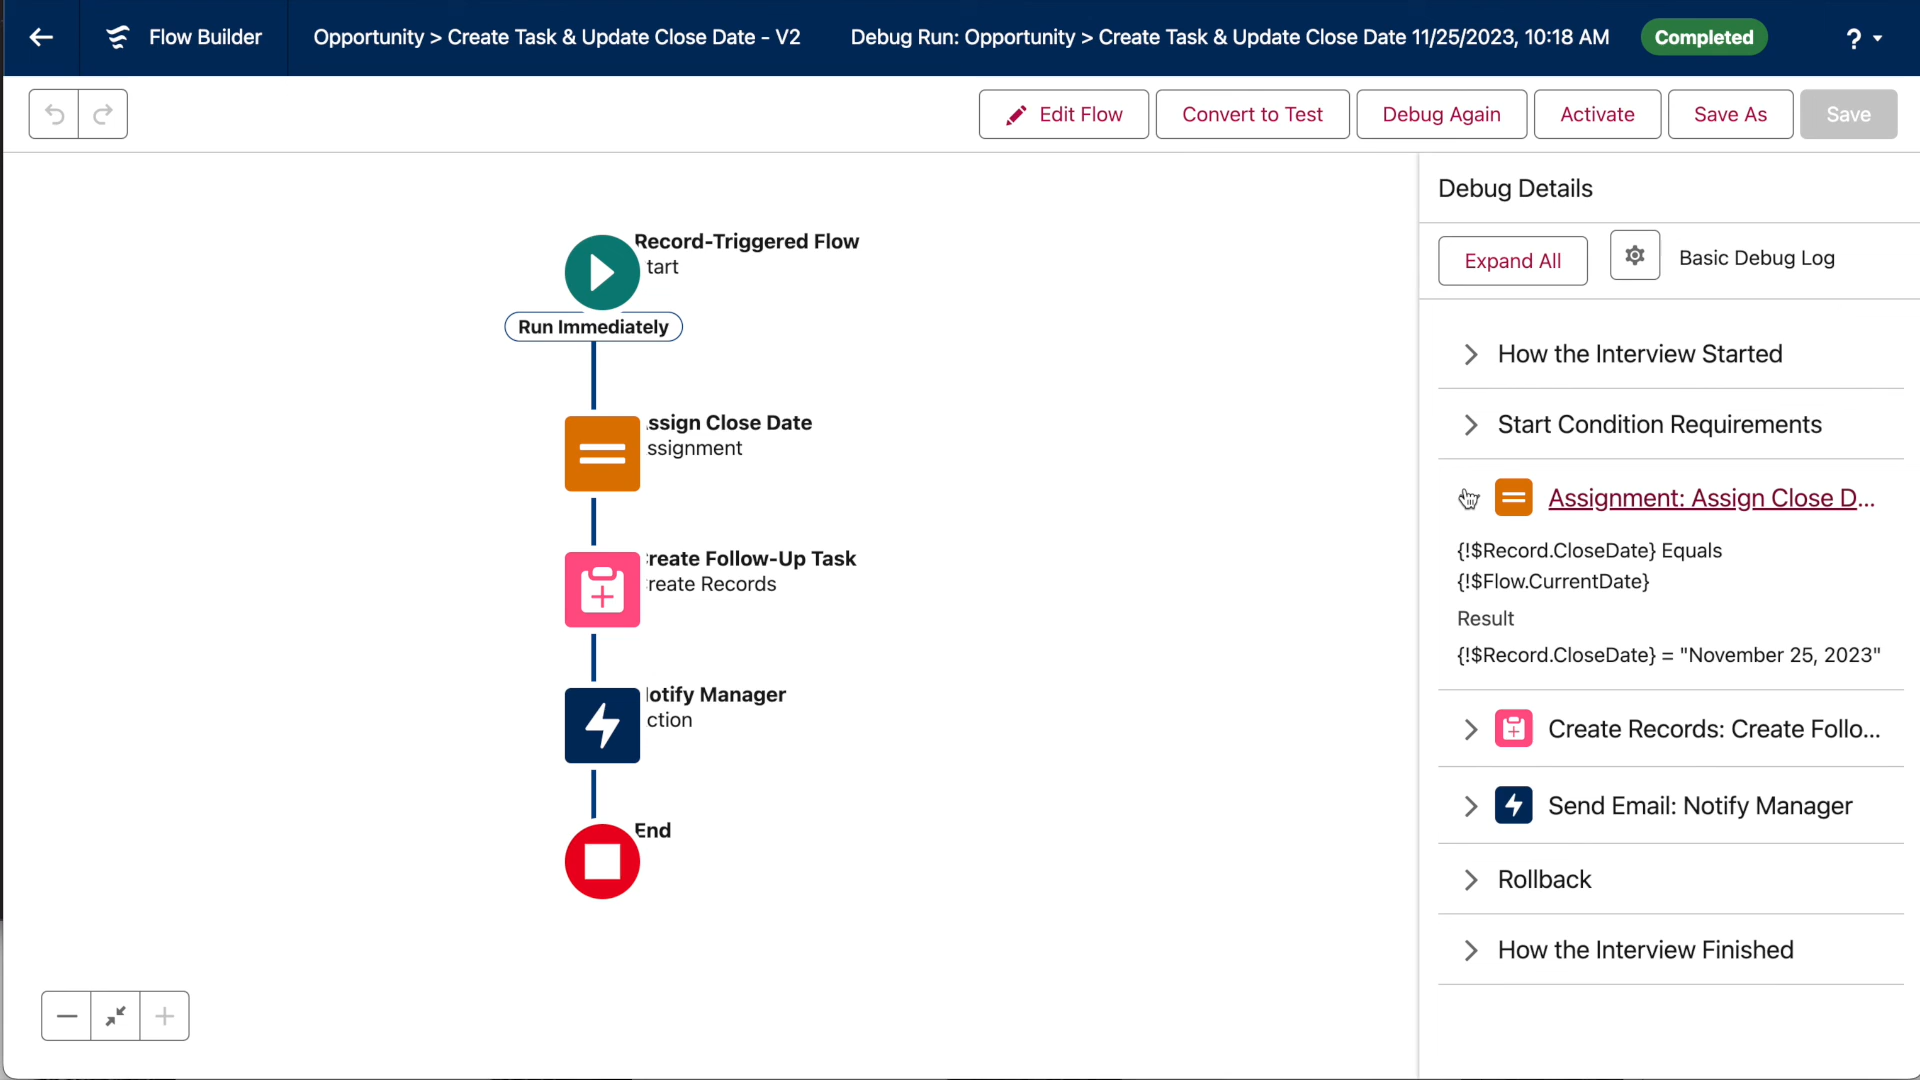 Flow Builder
Opportunity > Create Task & Update Close Date - V2
Debug Run: Opportunity > Create Task & Update Close Date 11/25/2023, 10:18 AM
Completed
?
Edit Flow
Convert to Test
Debug Again
Activate
Save As
Save
Record-Triggered Flow
tart
Run Immediately
ssign Close Date
ssignment
reate Follow-Up Task
reate Records
otify Manager
ction
End
Debug Details
Expand All
Basic Debug Log
How the Interview Started
Start Condition Requirements
Assignment: Assign Close D...
{!$Record.CloseDate} Equals
{!$Flow.CurrentDate}
Result
{!$Record.CloseDate} = "November 25, 2023"
Create Records: Create Follo...
Send Email: Notify Manager
Rollback
How the Interview Finished